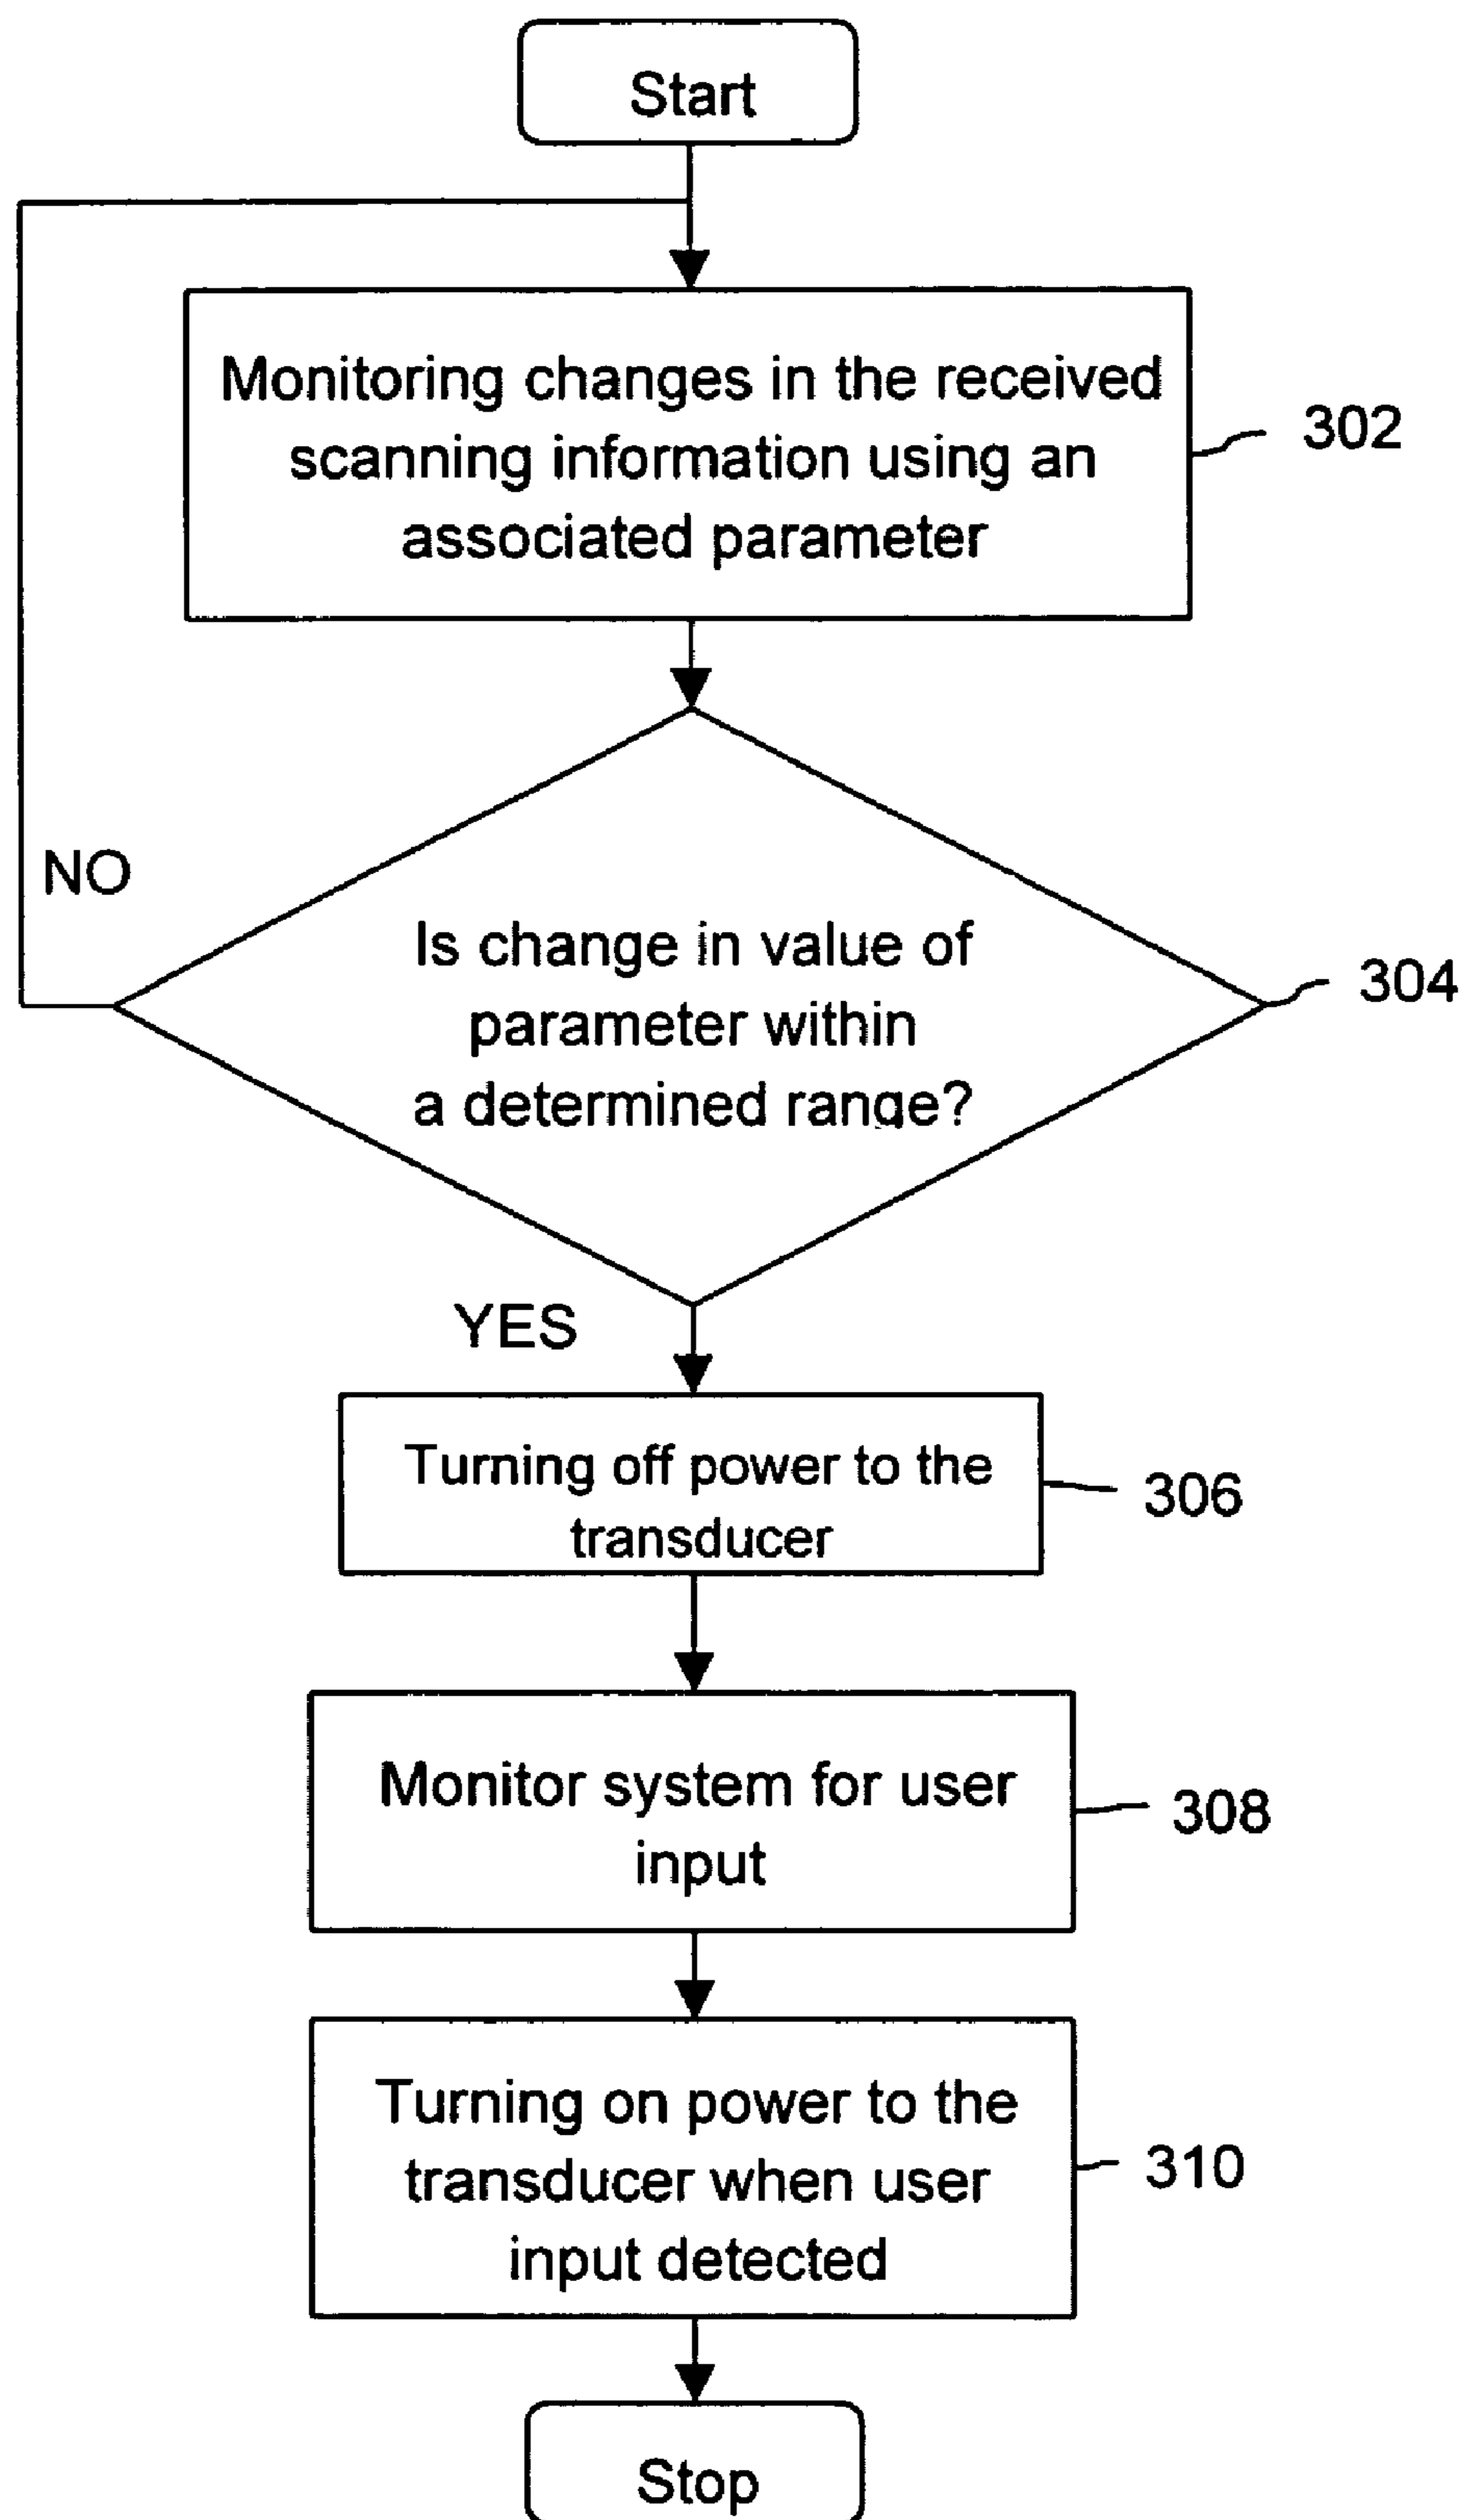 Start
Monitoring changes in the received
scanning information using an
associated parameter
302
NO
Is change in value of
parameter within
a determined range?
304
YES
Turning off power to the
transducer
306
Monitor system for user
input
308
Turning on power to the
transducer when user
input detected
310
Stop